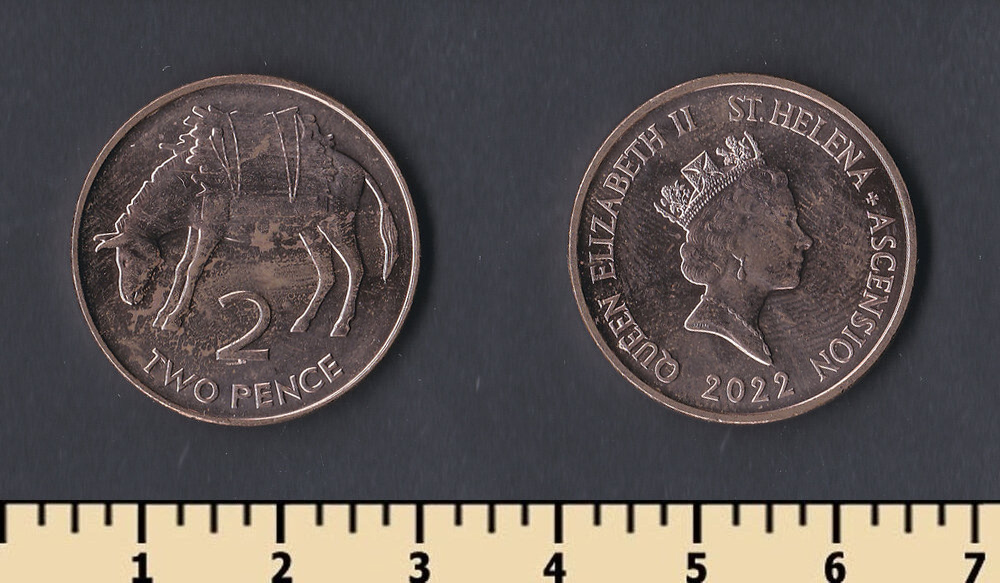 2
TWO PENCE
QUEEN ELIZABETH II ST. HELENA * ASCENSION
2022
1 2 3 4 5 6 7